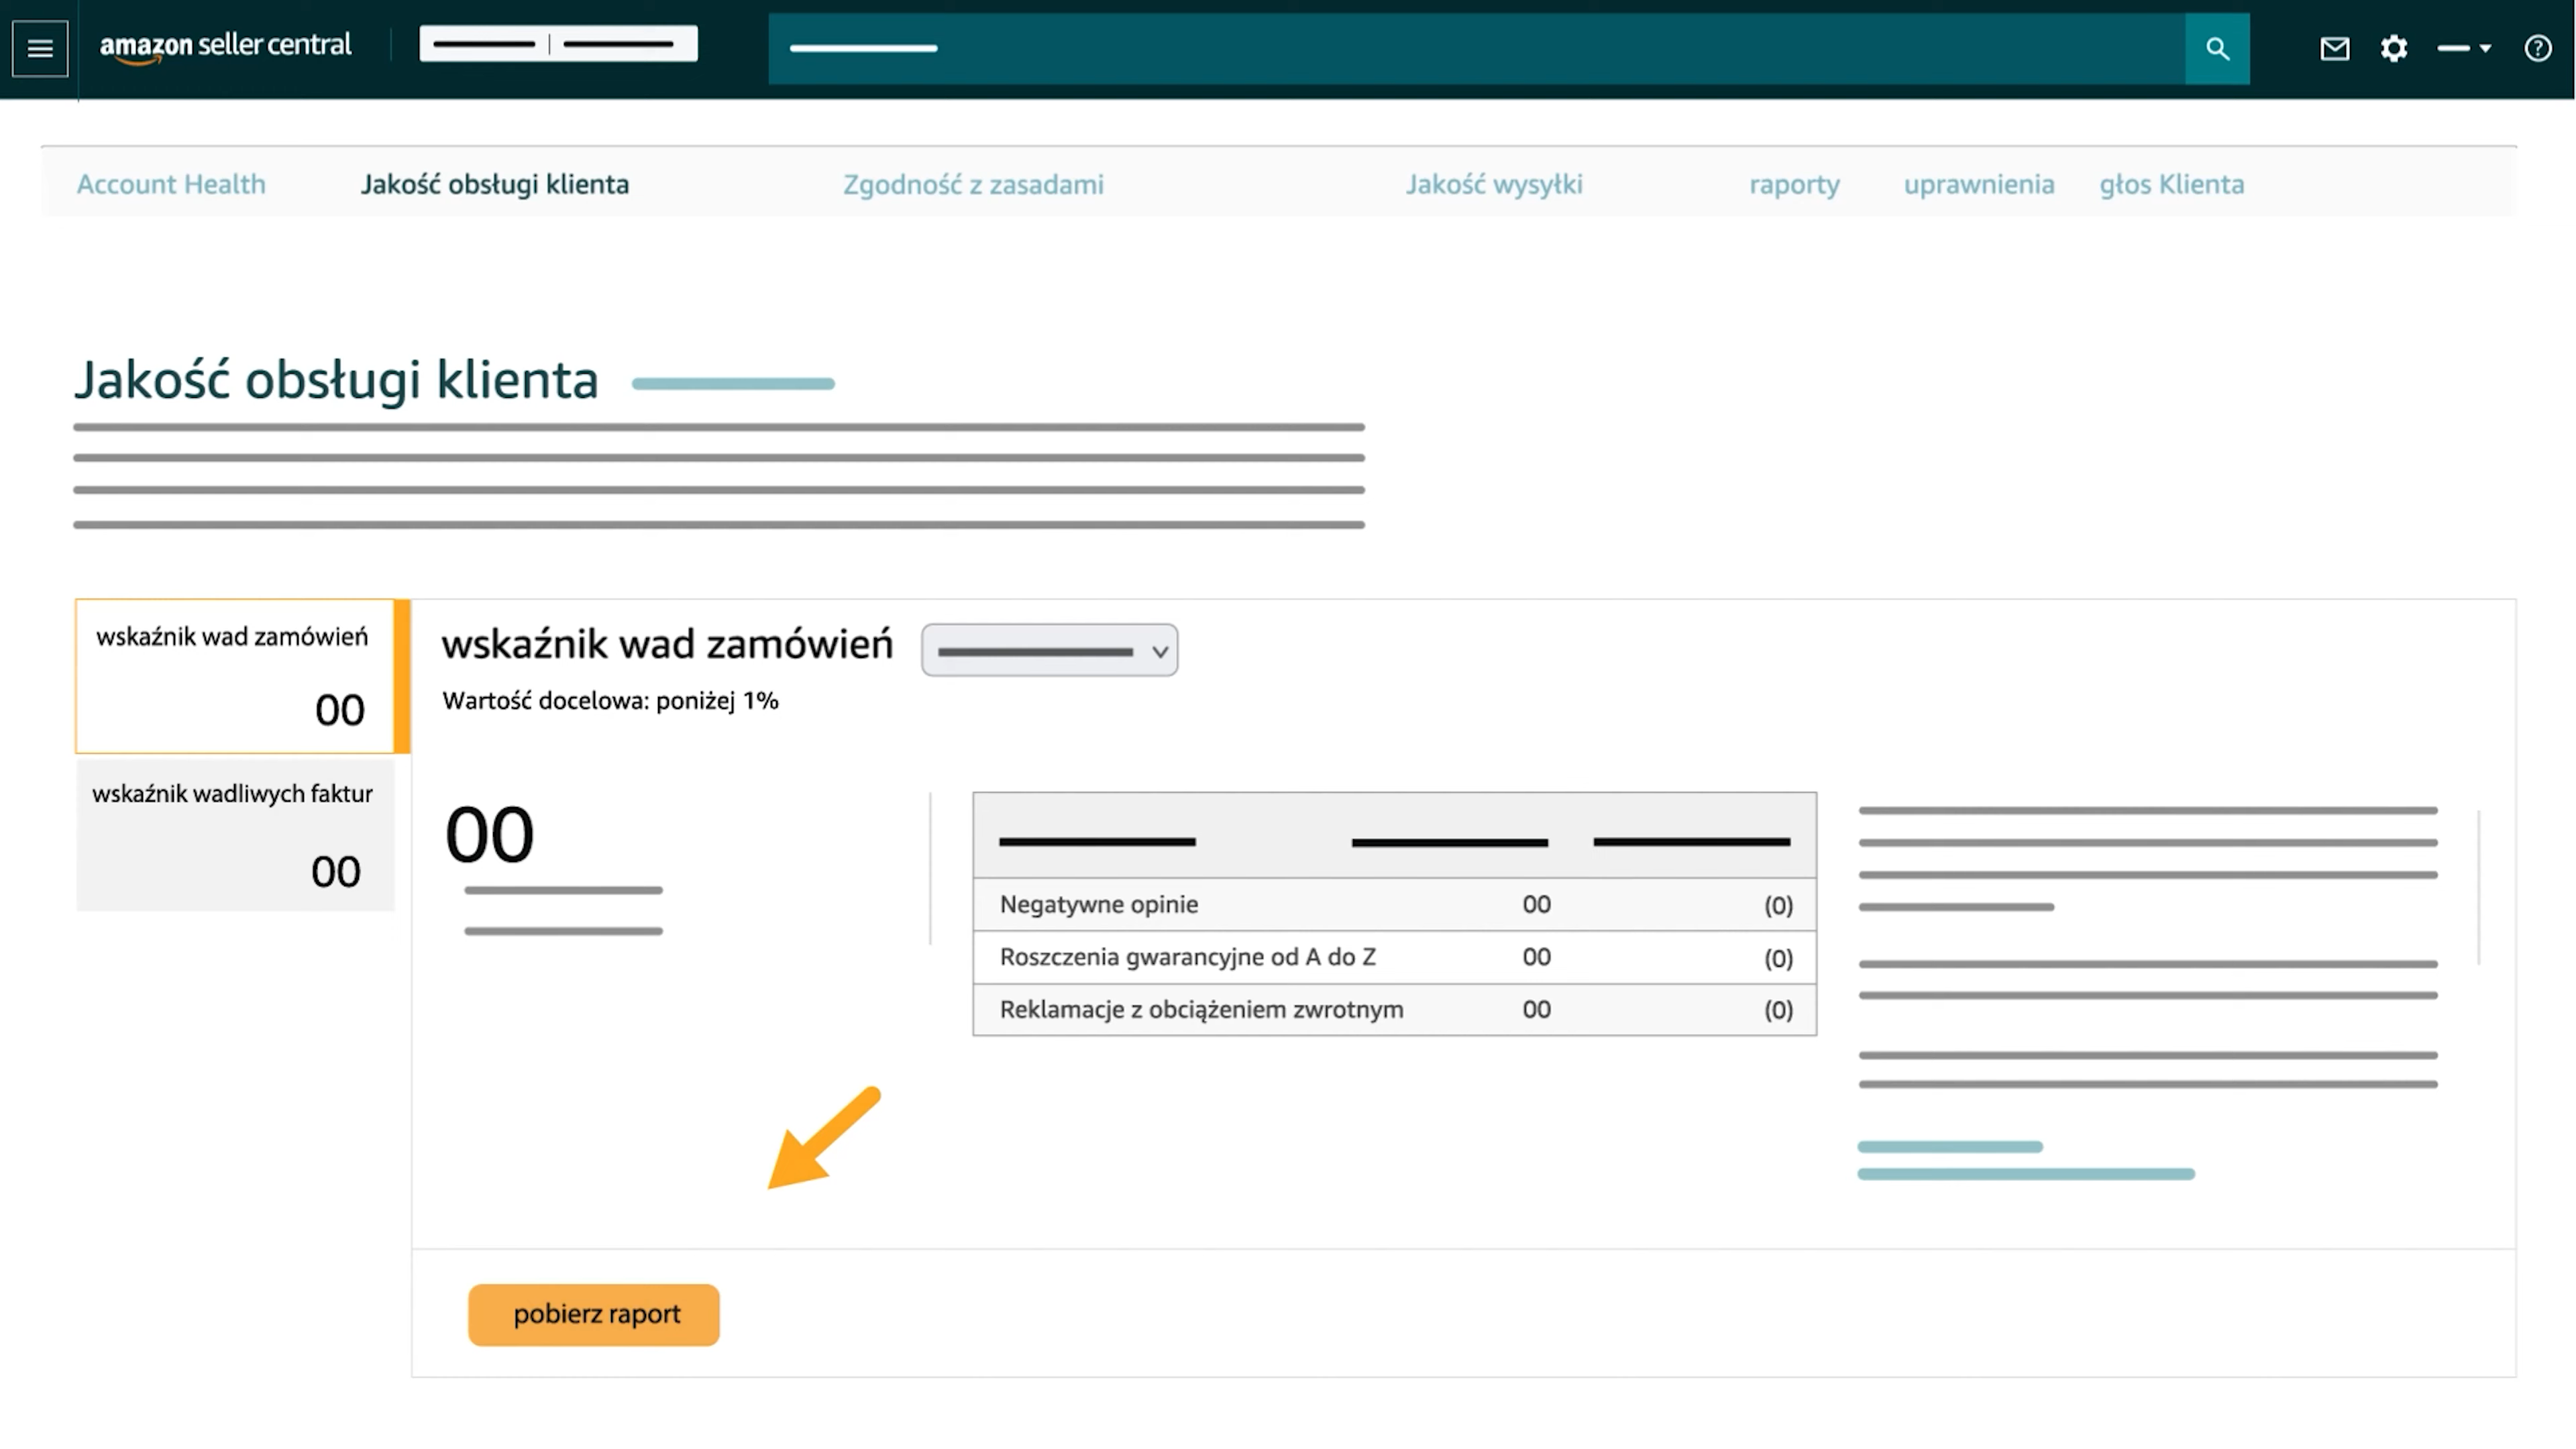 amazon seller central
Account Health Jakość obsługi klienta Zgodność z zasadami Jakość wysyłki raporty uprawnienia głos Klienta
Jakość obsługi klienta
wskaźnik wad zamówień
00
wskaźnik wadliwych faktur
00
wskaźnik wad zamówień
Wartość docelowa: poniżej 1%
00
Negatywne opinie 00 (0)
Roszczenia gwarancyjne od A do Z 00 (0)
Reklamacje z obciążeniem zwrotnym 00 (0)
pobierz raport